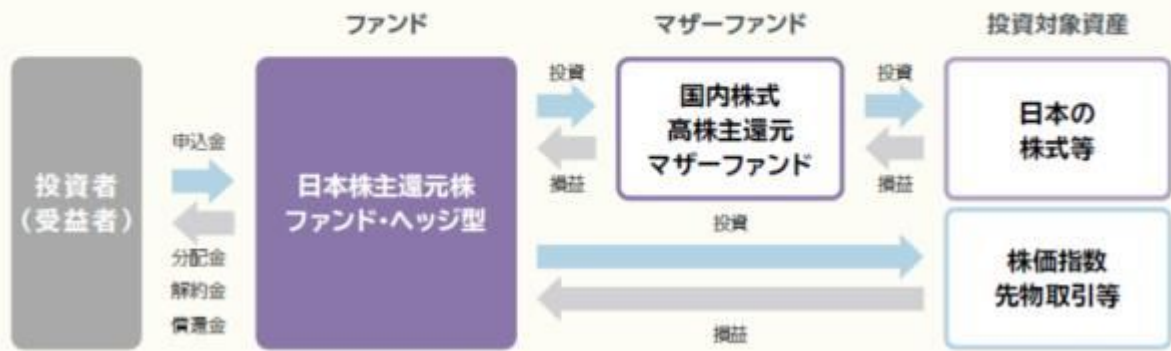 ファンド
マザーファンド
投資対象資産
投資者
(受益者)
申込金
分配金
解約金
償還金
日本株主還元株
ファンド・ヘッジ型
投資
損益
国内株式
高株主還元
マザーファンド
投資
損益
日本の
株式等
投資
損益
株価指数
先物取引等